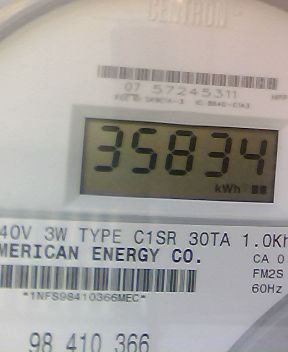 CENTRON
07 57245311
35834
kWh
40V 3W TYPE C1SR 30TA 1.0Kh
MERICAN ENERGY CO.
CA 0
FM2S
60Hz
*1NFS98410366MEC*
98 410 366